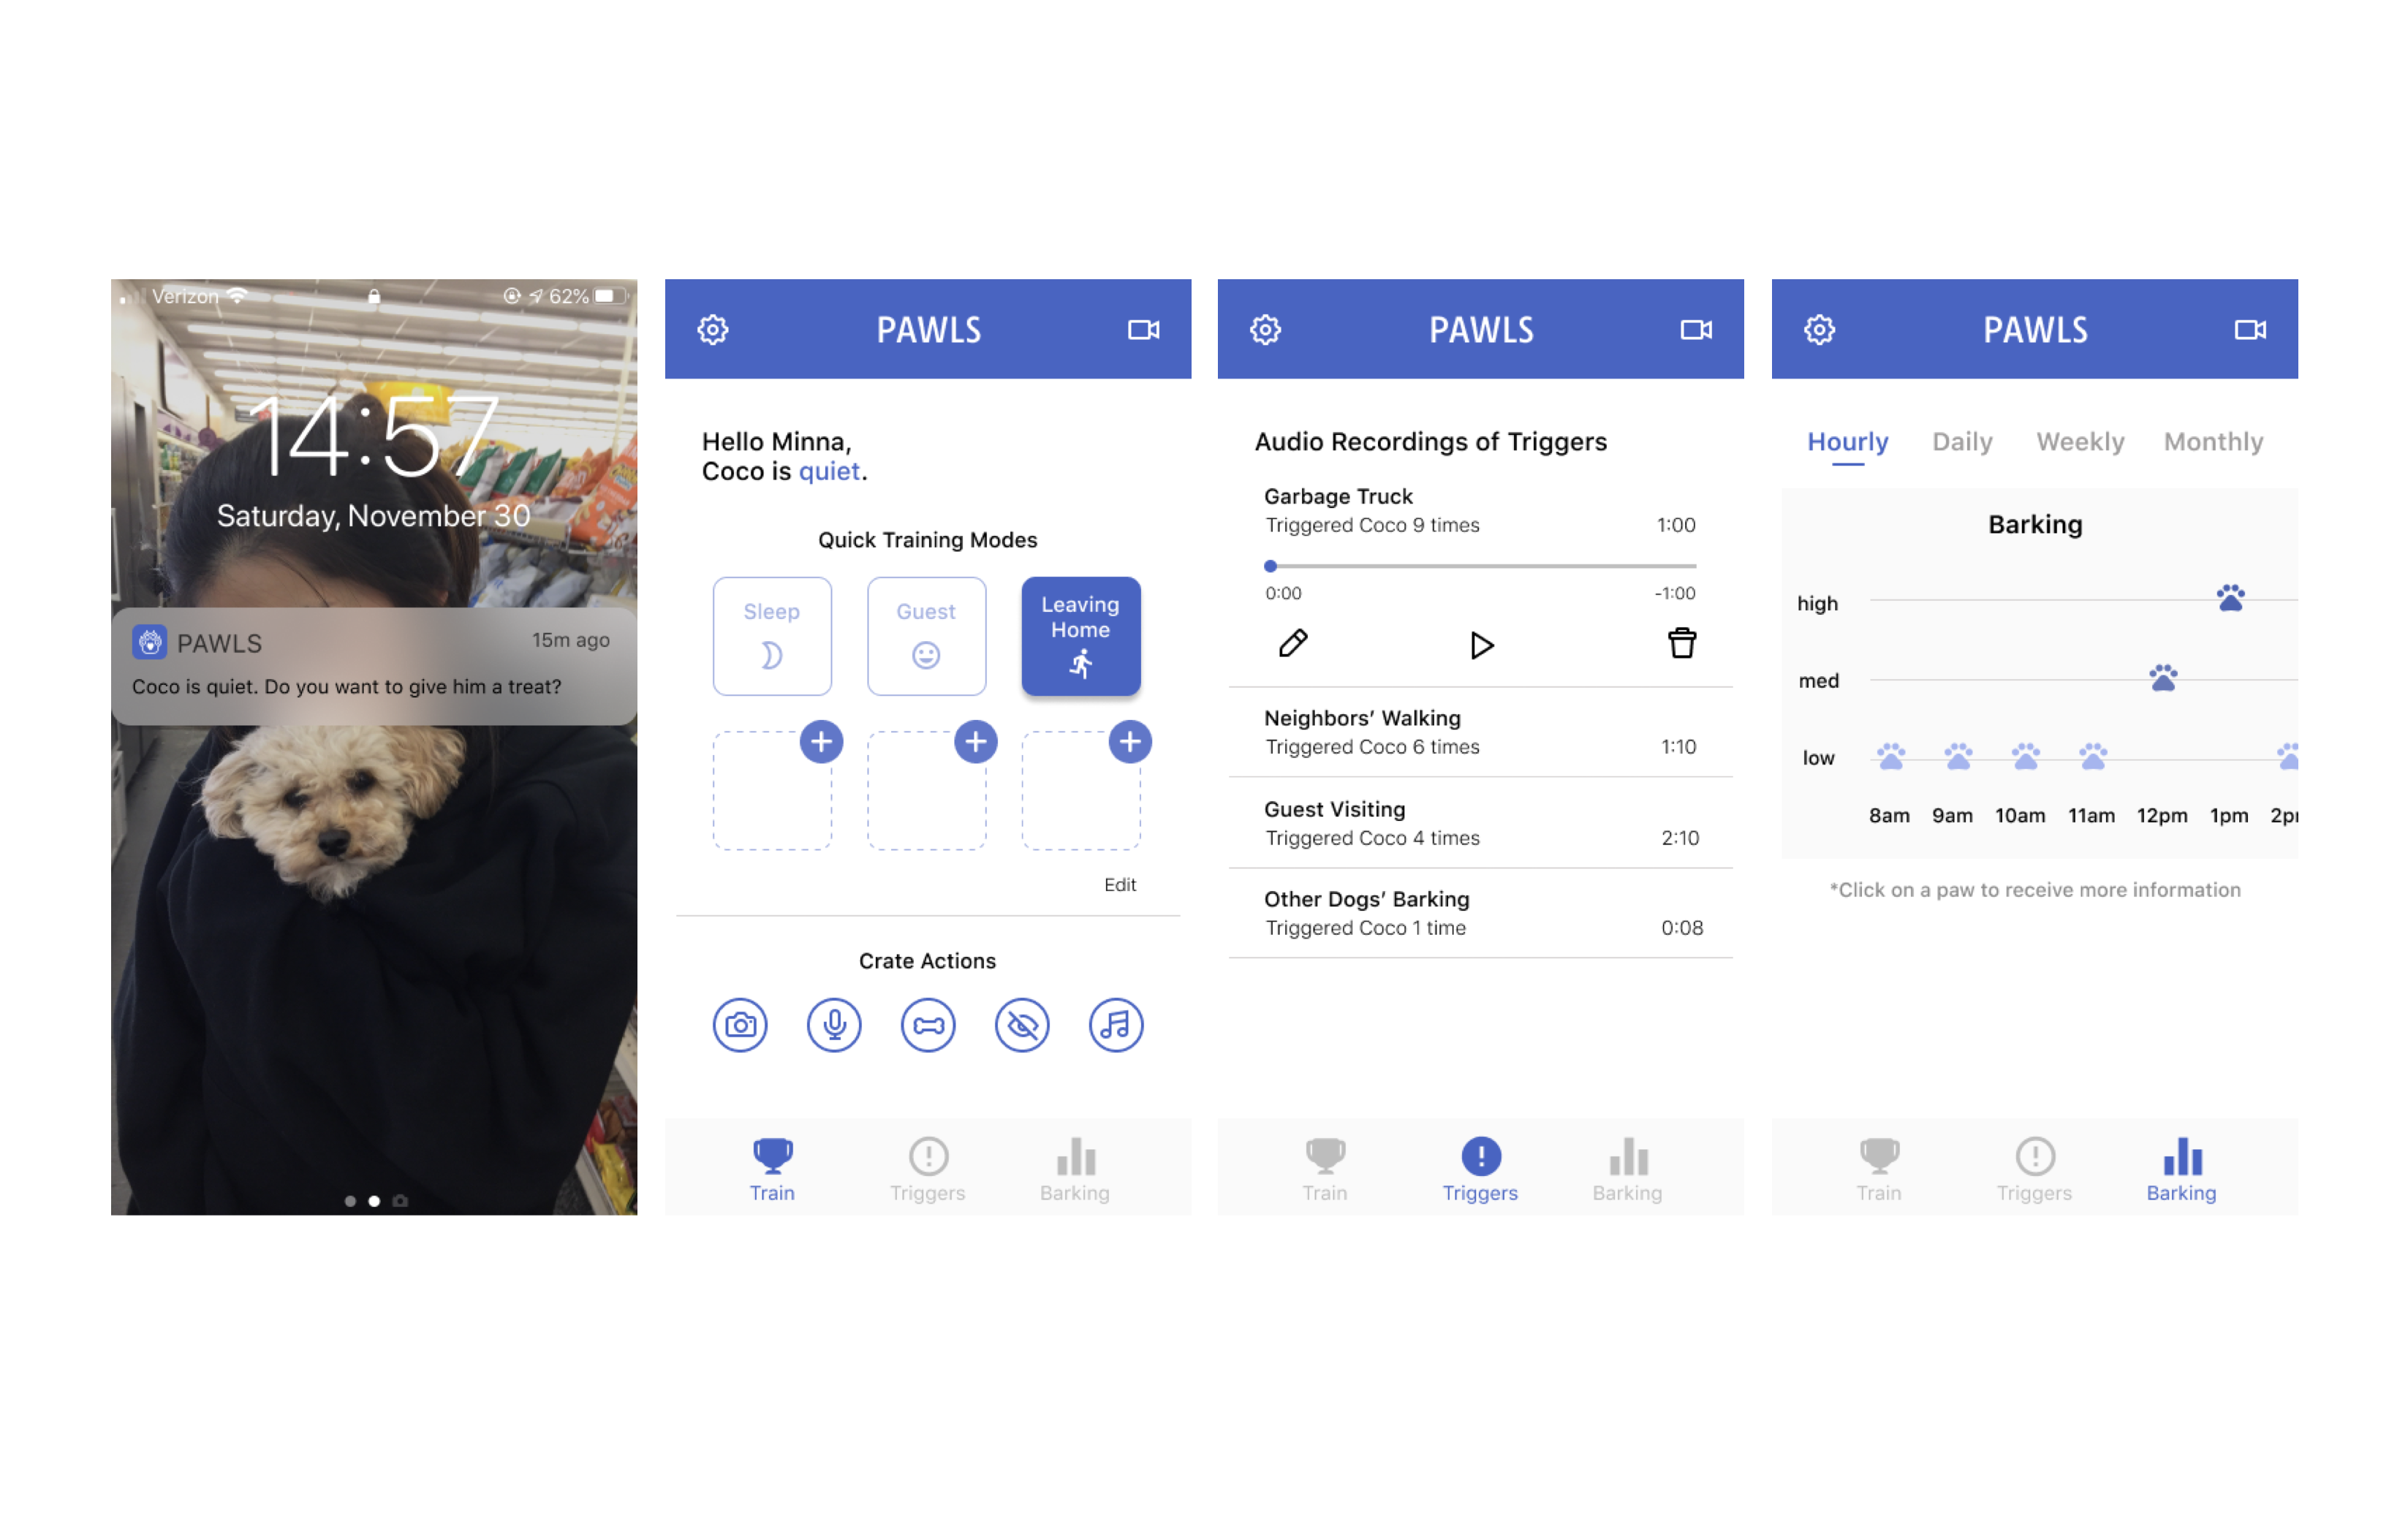 Verizon
62%
14:57
Saturday, November 30
PAWLS
15m ago
Coco is quiet. Do you want to give him a treat?
PAWLS
Hello Minna,
Coco is quiet.
Quick Training Modes
Sleep
Guest
Leaving
Home
Edit
Crate Actions
Train
Triggers
Barking
PAWLS
Audio Recordings of Triggers
Garbage Truck
Triggered Coco 9 times
1:00
0:00
-1:00
Neighbors’ Walking
Triggered Coco 6 times
1:10
Guest Visiting
Triggered Coco 4 times
2:10
Other Dogs’ Barking
Triggered Coco 1 time
0:08
Train
Triggers
Barking
PAWLS
Hourly
Daily
Weekly
Monthly
Barking
high
med
low
8am
9am
10am
11am
12pm
1pm
*Click on a paw to receive more information
Train
Triggers
Barking